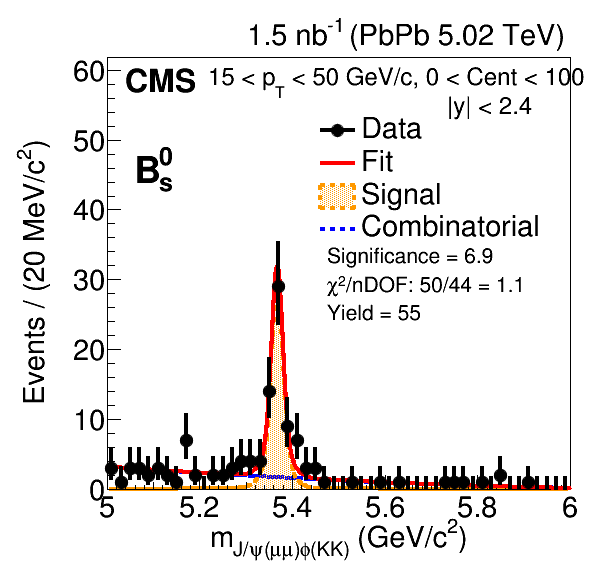 1.5 nb⁻¹ (PbPb 5.02 TeV)
CMS 15 < p_T < 50 GeV/c, 0 < Cent < 100
|y| < 2.4
B⁰_s
Data
Fit
Signal
Combinatorial
Significance = 6.9
χ²/nDOF: 50/44 = 1.1
Yield = 55
Events / (20 MeV/c²)
60
50
40
30
20
10
0
5 5.2 5.4 5.6 5.8 6
m_J/ψ(μμ)φ(KK) (GeV/c²)